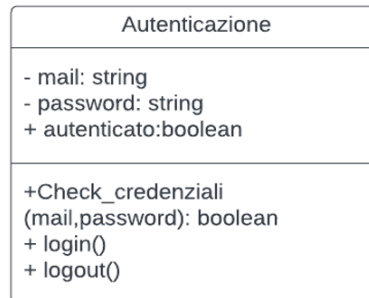 Autenticazione
- mail: string
- password: string
+ autenticato:boolean
+Check_credenziali
(mail,password): boolean
+ login()
+ logout()